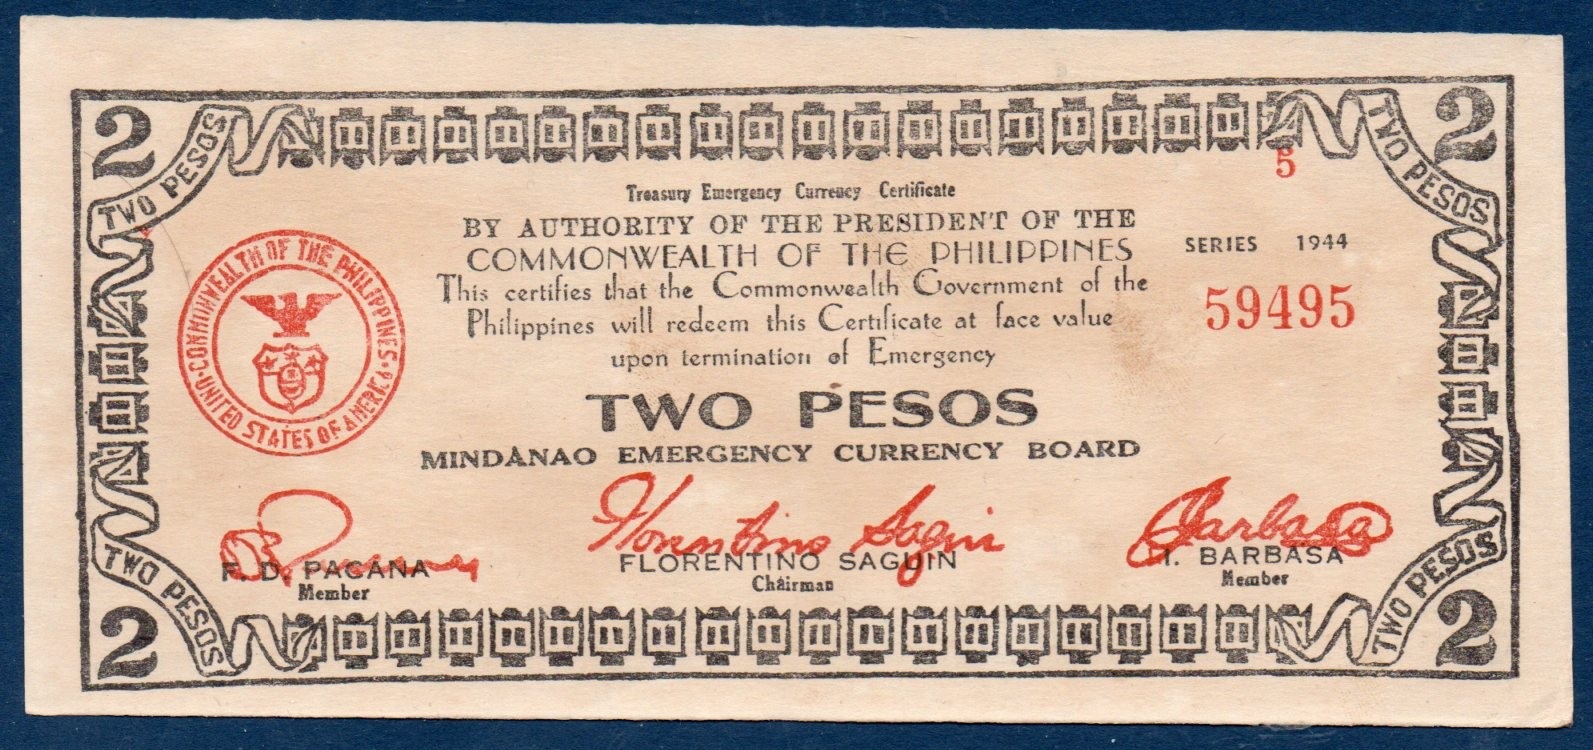 2 2
TWO PESOS TWO PESOS
5
Treasury Emergency Currency Certificate
BY AUTHORITY OF THE PRESIDENT OF THE
COMMONWEALTH OF THE PHILIPPINES
SERIES 1944
This certifies that the Commonwealth Government of the
Philippines will redeem this Certificate at face value
upon termination of Emergency
59495
COMMONWEALTH OF THE PHILIPPINES
UNITED STATES OF AMERICA
TWO PESOS
MINDANAO EMERGENCY CURRENCY BOARD
Florentino Saguin
Barbasa
F. D. PACANA
Member
FLORENTINO SAGUIN
Chairman
I. BARBASA
Member
TWO PESOS TWO PESOS
2 2